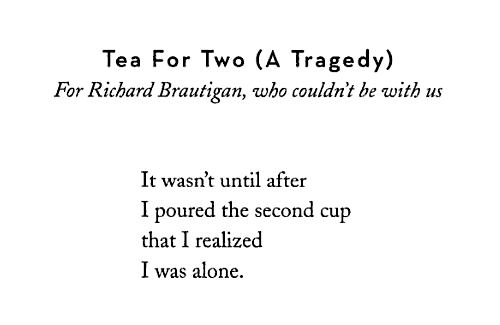 Tea For Two (A Tragedy)
For Richard Brautigan, who couldn't be with us
It wasn't until after
I poured the second cup
that I realized
I was alone.